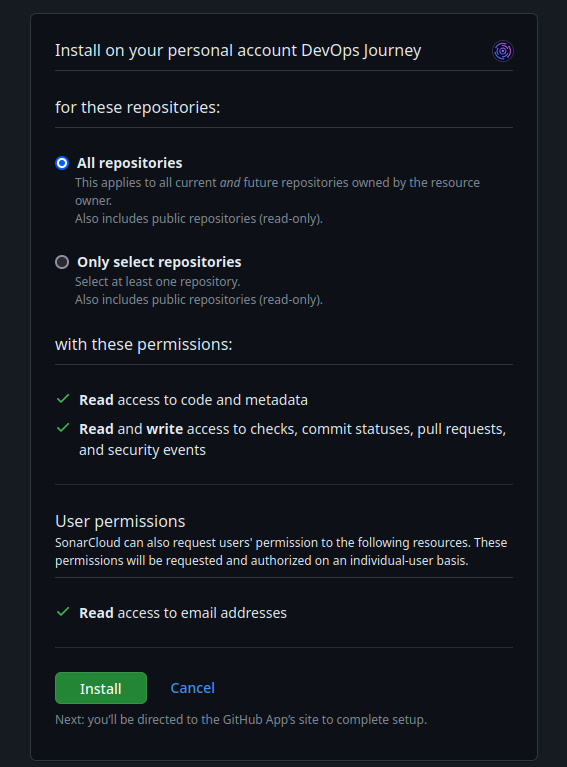 Install on your personal account DevOps Journey
for these repositories:
All repositories
This applies to all current and future repositories owned by the resource
owner.
Also includes public repositories (read-only).
Only select repositories
Select at least one repository.
Also includes public repositories (read-only).
with these permissions:
Read access to code and metadata
Read and write access to checks, commit statuses, pull requests,
and security events
User permissions
SonarCloud can also request users' permission to the following resources. These
permissions will be requested and authorized on an individual-user basis.
Read access to email addresses
Install Cancel
Next: you’ll be directed to the GitHub App’s site to complete setup.